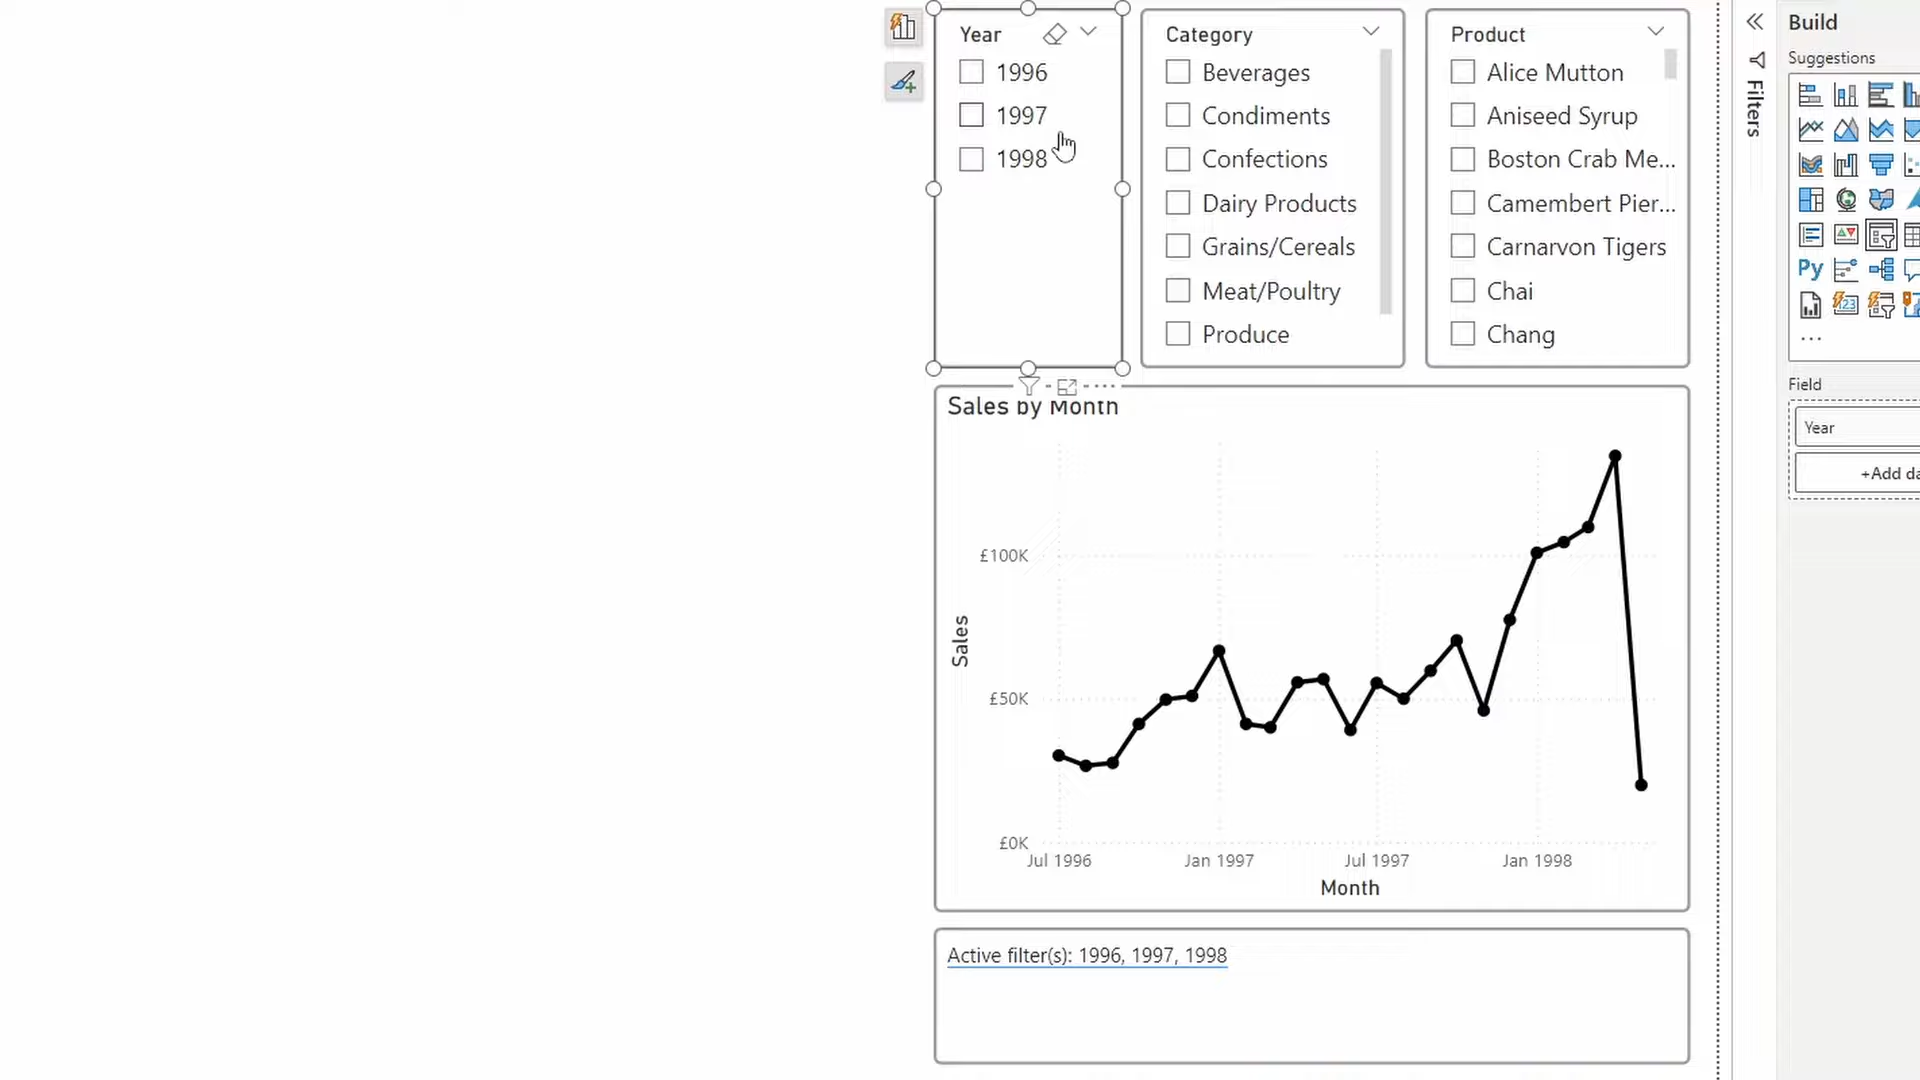 Year
1996
1997
1998
Category
Beverages
Condiments
Confections
Dairy Products
Grains/Cereals
Meat/Poultry
Produce
Product
Alice Mutton
Aniseed Syrup
Boston Crab Me...
Camembert Pier...
Carnarvon Tigers
Chai
Chang
Sales by Month
Sales
£100K
£50K
£0K
Jul 1996
Jan 1997
Jul 1997
Jan 1998
Month
Active filter(s): 1996, 1997, 1998
Filters
Build
Suggestions
Py
123
...
Field
Year
+Add da